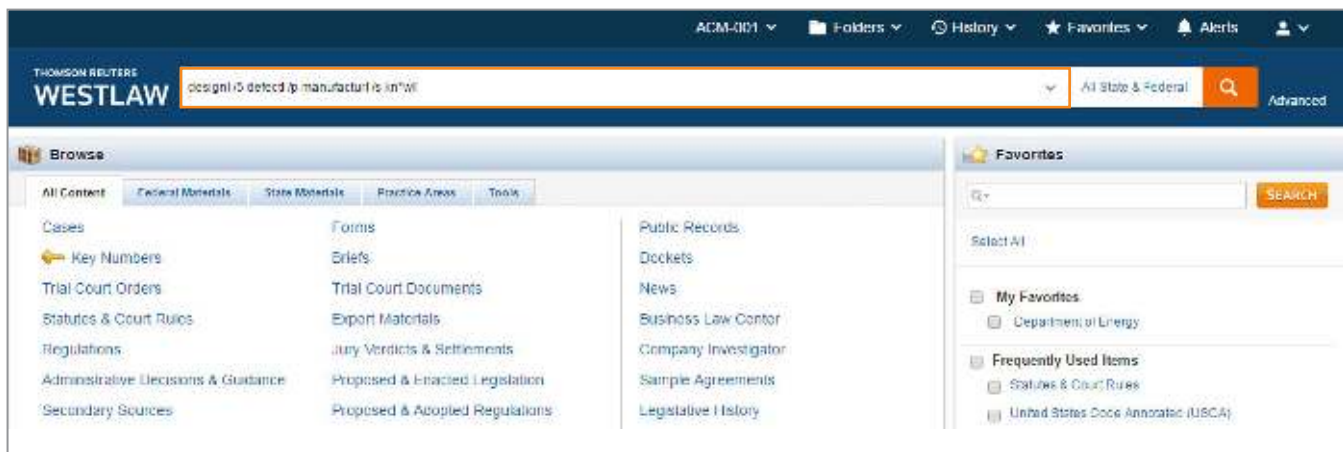 ACM-001 Folders History Favorites Alerts
THOMSON REUTERS
WESTLAW
design! /5 defect! /p manufactur! /s kn*w!
All State & Federal
Advanced
Browse
All Content Federal Materials State Materials Practice Areas Tools
Cases
Key Numbers
Trial Court Orders
Statutes & Court Rules
Regulations
Administrative Decisions & Guidance
Secondary Sources
Forms
Briefs
Trial Court Documents
Expert Materials
Jury Verdicts & Settlements
Proposed & Enacted Legislation
Proposed & Adopted Regulations
Public Records
Dockets
News
Business Law Center
Company Investigator
Sample Agreements
Legislative History
Favorites
SEARCH
Select All
My Favorites
Department of Energy
Frequently Used Items
Statutes & Court Rules
United States Code Annotated (USCA)